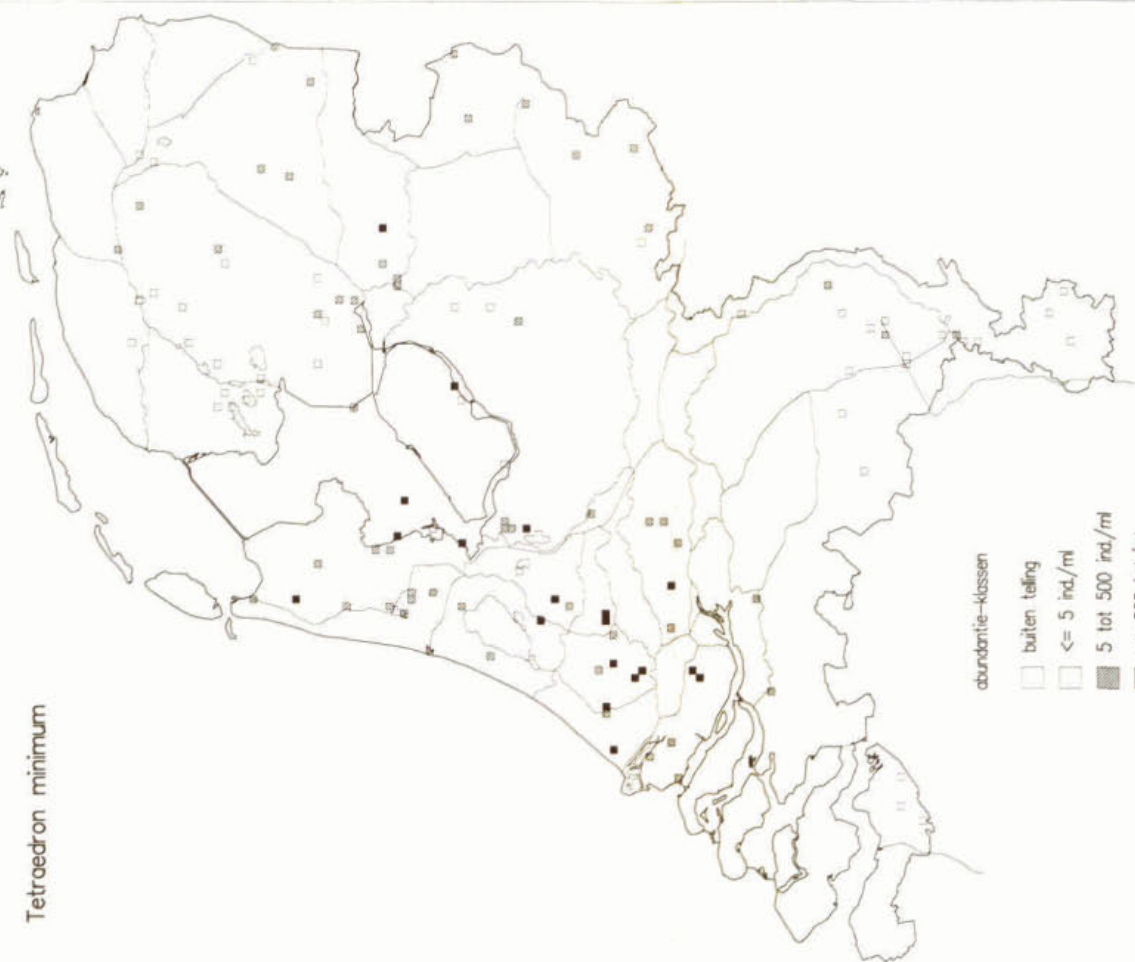 Tetraedron minimum
abundantie-klassen
buiten telling
<= 5 ind./ml
5 tot 500 ind/ml